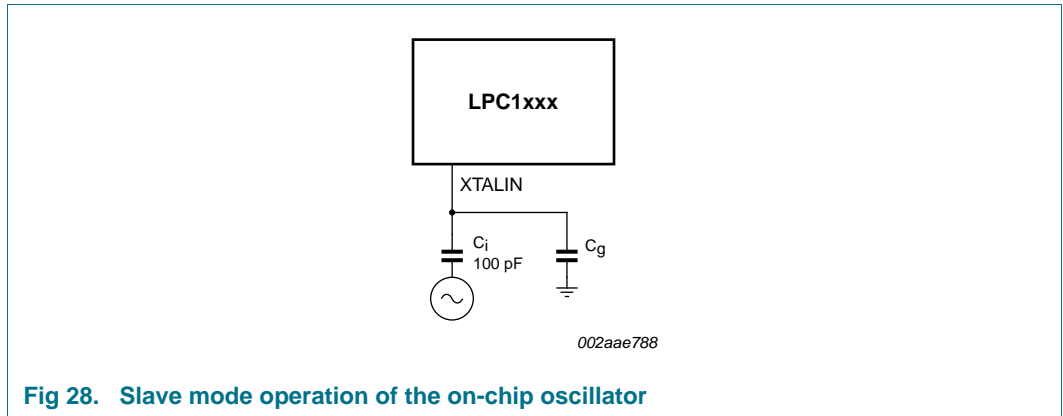 LPC1xxx
XTALIN
Ci
100 pF
Cg
002aae788
Fig 28. Slave mode operation of the on-chip oscillator